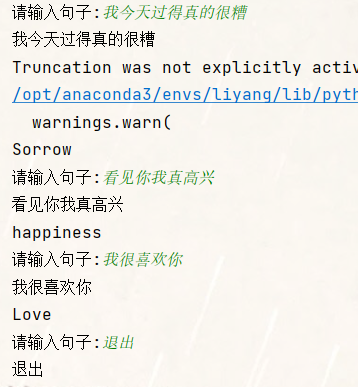 请输入句子:我今天过得真的很糟
我今天过得真的很糟
Truncation was not explicitly activ
/opt/anaconda3/envs/liyang/lib/pyth
warnings.warn(
Sorrow
请输入句子:看见你我真高兴
看见你我真高兴
happiness
请输入句子:我很喜欢你
我很喜欢你
Love
请输入句子:退出
退出